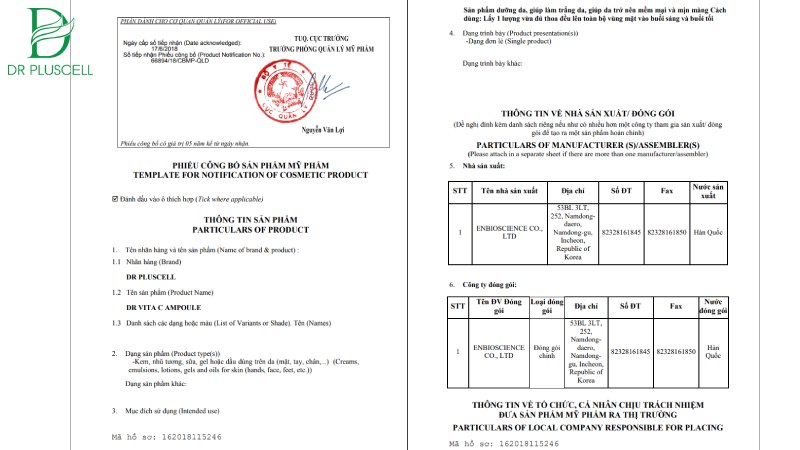 DR PLUSCELL
PHẦN DÀNH CHO CƠ QUAN QUẢN LÝ(FOR OFFICIAL USE)
Ngày cấp số tiếp nhận (Date acknowledged):
17/6/2018
Số tiếp nhận Phiếu công bố (Product Notification No.):
66894/18/CBMP-QLD
TUQ. CỤC TRƯỞNG
TRƯỞNG PHÒNG QUẢN LÝ MỸ PHẨM
Nguyễn Văn Lợi
Phiếu công bố có giá trị 05 năm kể từ ngày nhận.
PHIẾU CÔNG BỐ SẢN PHẨM MỸ PHẨM
TEMPLATE FOR NOTIFICATION OF COSMETIC PRODUCT
☑ Đánh dấu vào ô thích hợp (Tick where applicable)
THÔNG TIN SẢN PHẨM
PARTICULARS OF PRODUCT
1. Tên nhãn hàng và tên sản phẩm (Name of brand & product) :
1.1 Nhãn hàng (Brand)
DR PLUSCELL
1.2 Tên sản phẩm (Product Name)
DR VITA C AMPOULE
1.3 Danh sách các dạng hoặc màu (List of Variants or Shade). Tên (Names)
2. Dạng sản phẩm (Product type(s))
-Kem, nhũ tương, sữa, gel hoặc dầu dùng trên da (mặt, tay, chân,..) (Creams,
emulsions, lotions, gels and oils for skin (hands, face, feet, etc.))
Dạng sản phẩm khác:
3. Mục đích sử dụng (Intended use)
Mã hồ sơ: 162018115246
Sản phẩm dưỡng da, giúp làm trắng da, giúp da trở nên mềm mại và mịn màng Cách
dùng: Lấy 1 lượng vừa đủ thoa đều lên toàn bộ vùng mặt vào buổi sáng và buổi tối
4. Dạng trình bày (Product presentation(s))
-Dạng đơn lẻ (Single product)
Dạng trình bày khác:
THÔNG TIN VỀ NHÀ SẢN XUẤT/ ĐÓNG GÓI
(Đề nghị đính kèm danh sách riêng nếu như có nhiều hơn một công ty tham gia sản xuất/ đóng
gói để tạo ra một sản phẩm hoàn chỉnh)
PARTICULARS OF MANUFACTURER (S)/ASSEMBLER(S)
(Please attach in a separate sheet if there are more than one manufacturer/assembler)
5. Nhà sản xuất:
STT Tên nhà sản xuất Địa chỉ Số ĐT Fax Nước sản xuất
1 ENBIOSCIENCE CO., LTD 53BL 3LT, 252, Namdong-daero, Namdong-gu, Incheon, Republic of Korea 82328161845 82328161850 Hàn Quốc
6. Công ty đóng gói:
STT Tên ĐV Đóng gói Loại đóng gói Địa chỉ Số ĐT Fax Nước đóng gói
1 ENBIOSCIENCE CO., LTD Đóng gói chính 53BL 3LT, 252, Namdong-daero, Namdong-gu, Incheon, Republic of Korea 82328161845 82328161850 Hàn Quốc
THÔNG TIN VỀ TỔ CHỨC, CÁ NHÂN CHỊU TRÁCH NHIỆM
ĐƯA SẢN PHẨM MỸ PHẨM RA THỊ TRƯỜNG
PARTICULARS OF LOCAL COMPANY RESPONSIBLE FOR PLACING
Mã hồ sơ: 162018115246